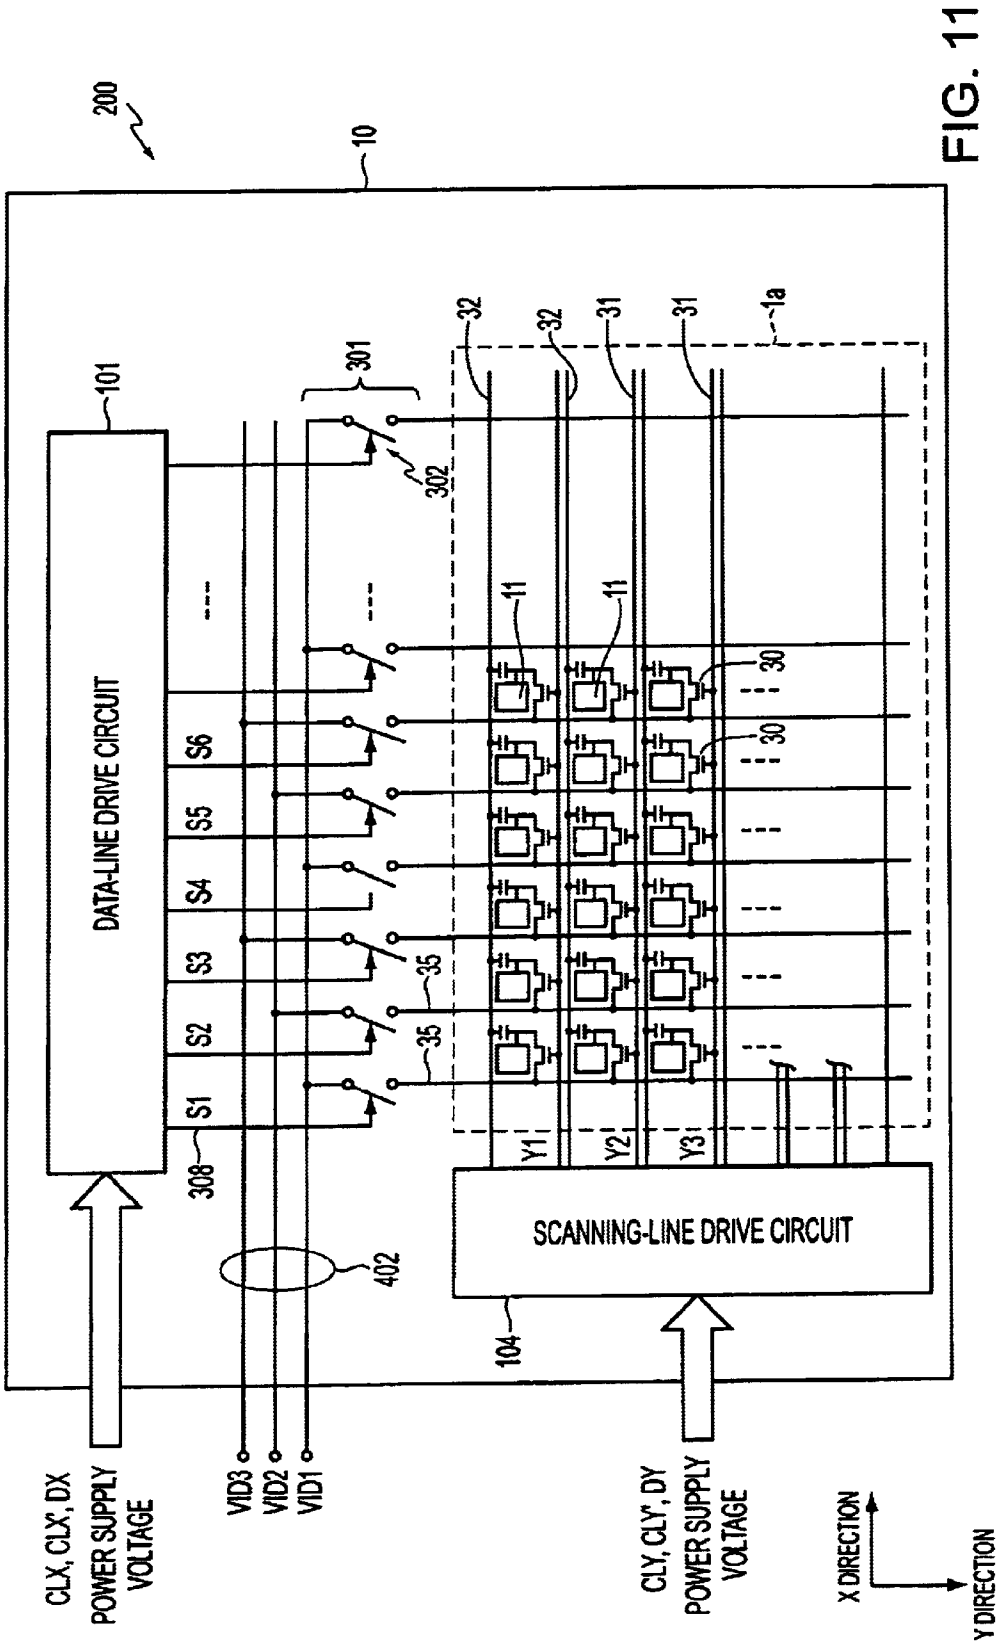 200
10
101
DATA-LINE DRIVE CIRCUIT
CLX, CLX', DX
POWER SUPPLY
VOLTAGE
308
S1
S2
S3
S4
S5
S6
----
VID3
VID2
VID1
402
301
302
----
35
35
32
32
31
31
1a
11
11
30
30
Y1
Y2
Y3
----
----
----
----
----
----
SCANNING-LINE DRIVE CIRCUIT
104
CLY, CLY', DY
POWER SUPPLY
VOLTAGE
X DIRECTION
Y DIRECTION
FIG. 11